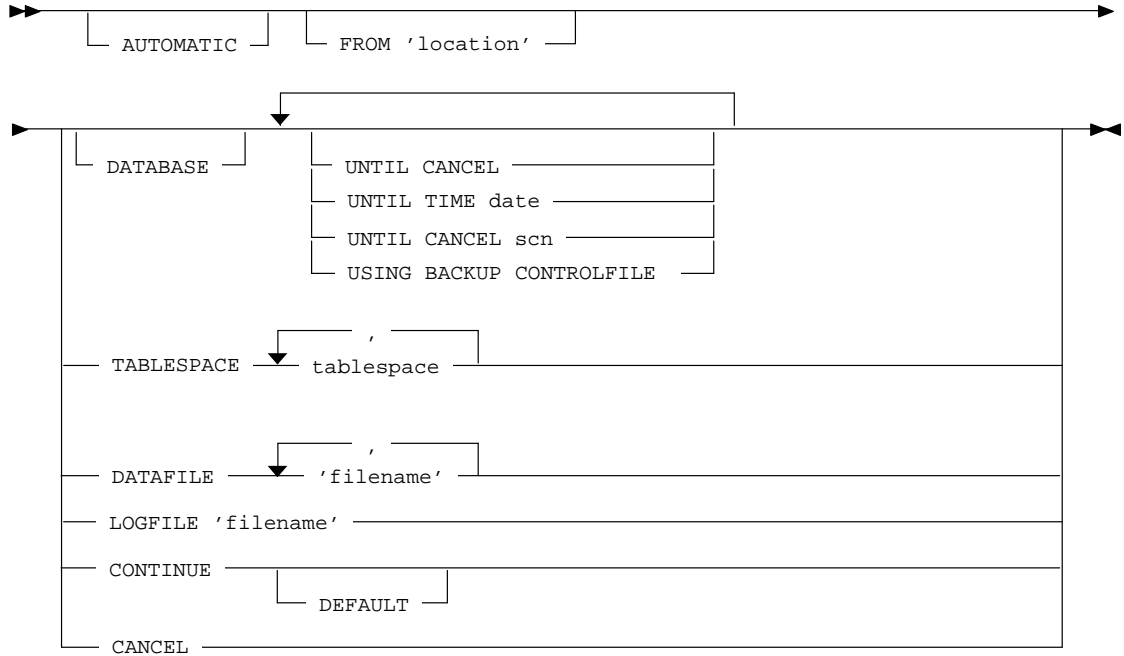 AUTOMATIC FROM ’location’
DATABASE UNTIL CANCEL
UNTIL TIME date
UNTIL CANCEL scn
USING BACKUP CONTROLFILE
,
TABLESPACE tablespace
,
DATAFILE ’filename’
LOGFILE ’filename’
CONTINUE
DEFAULT
CANCEL